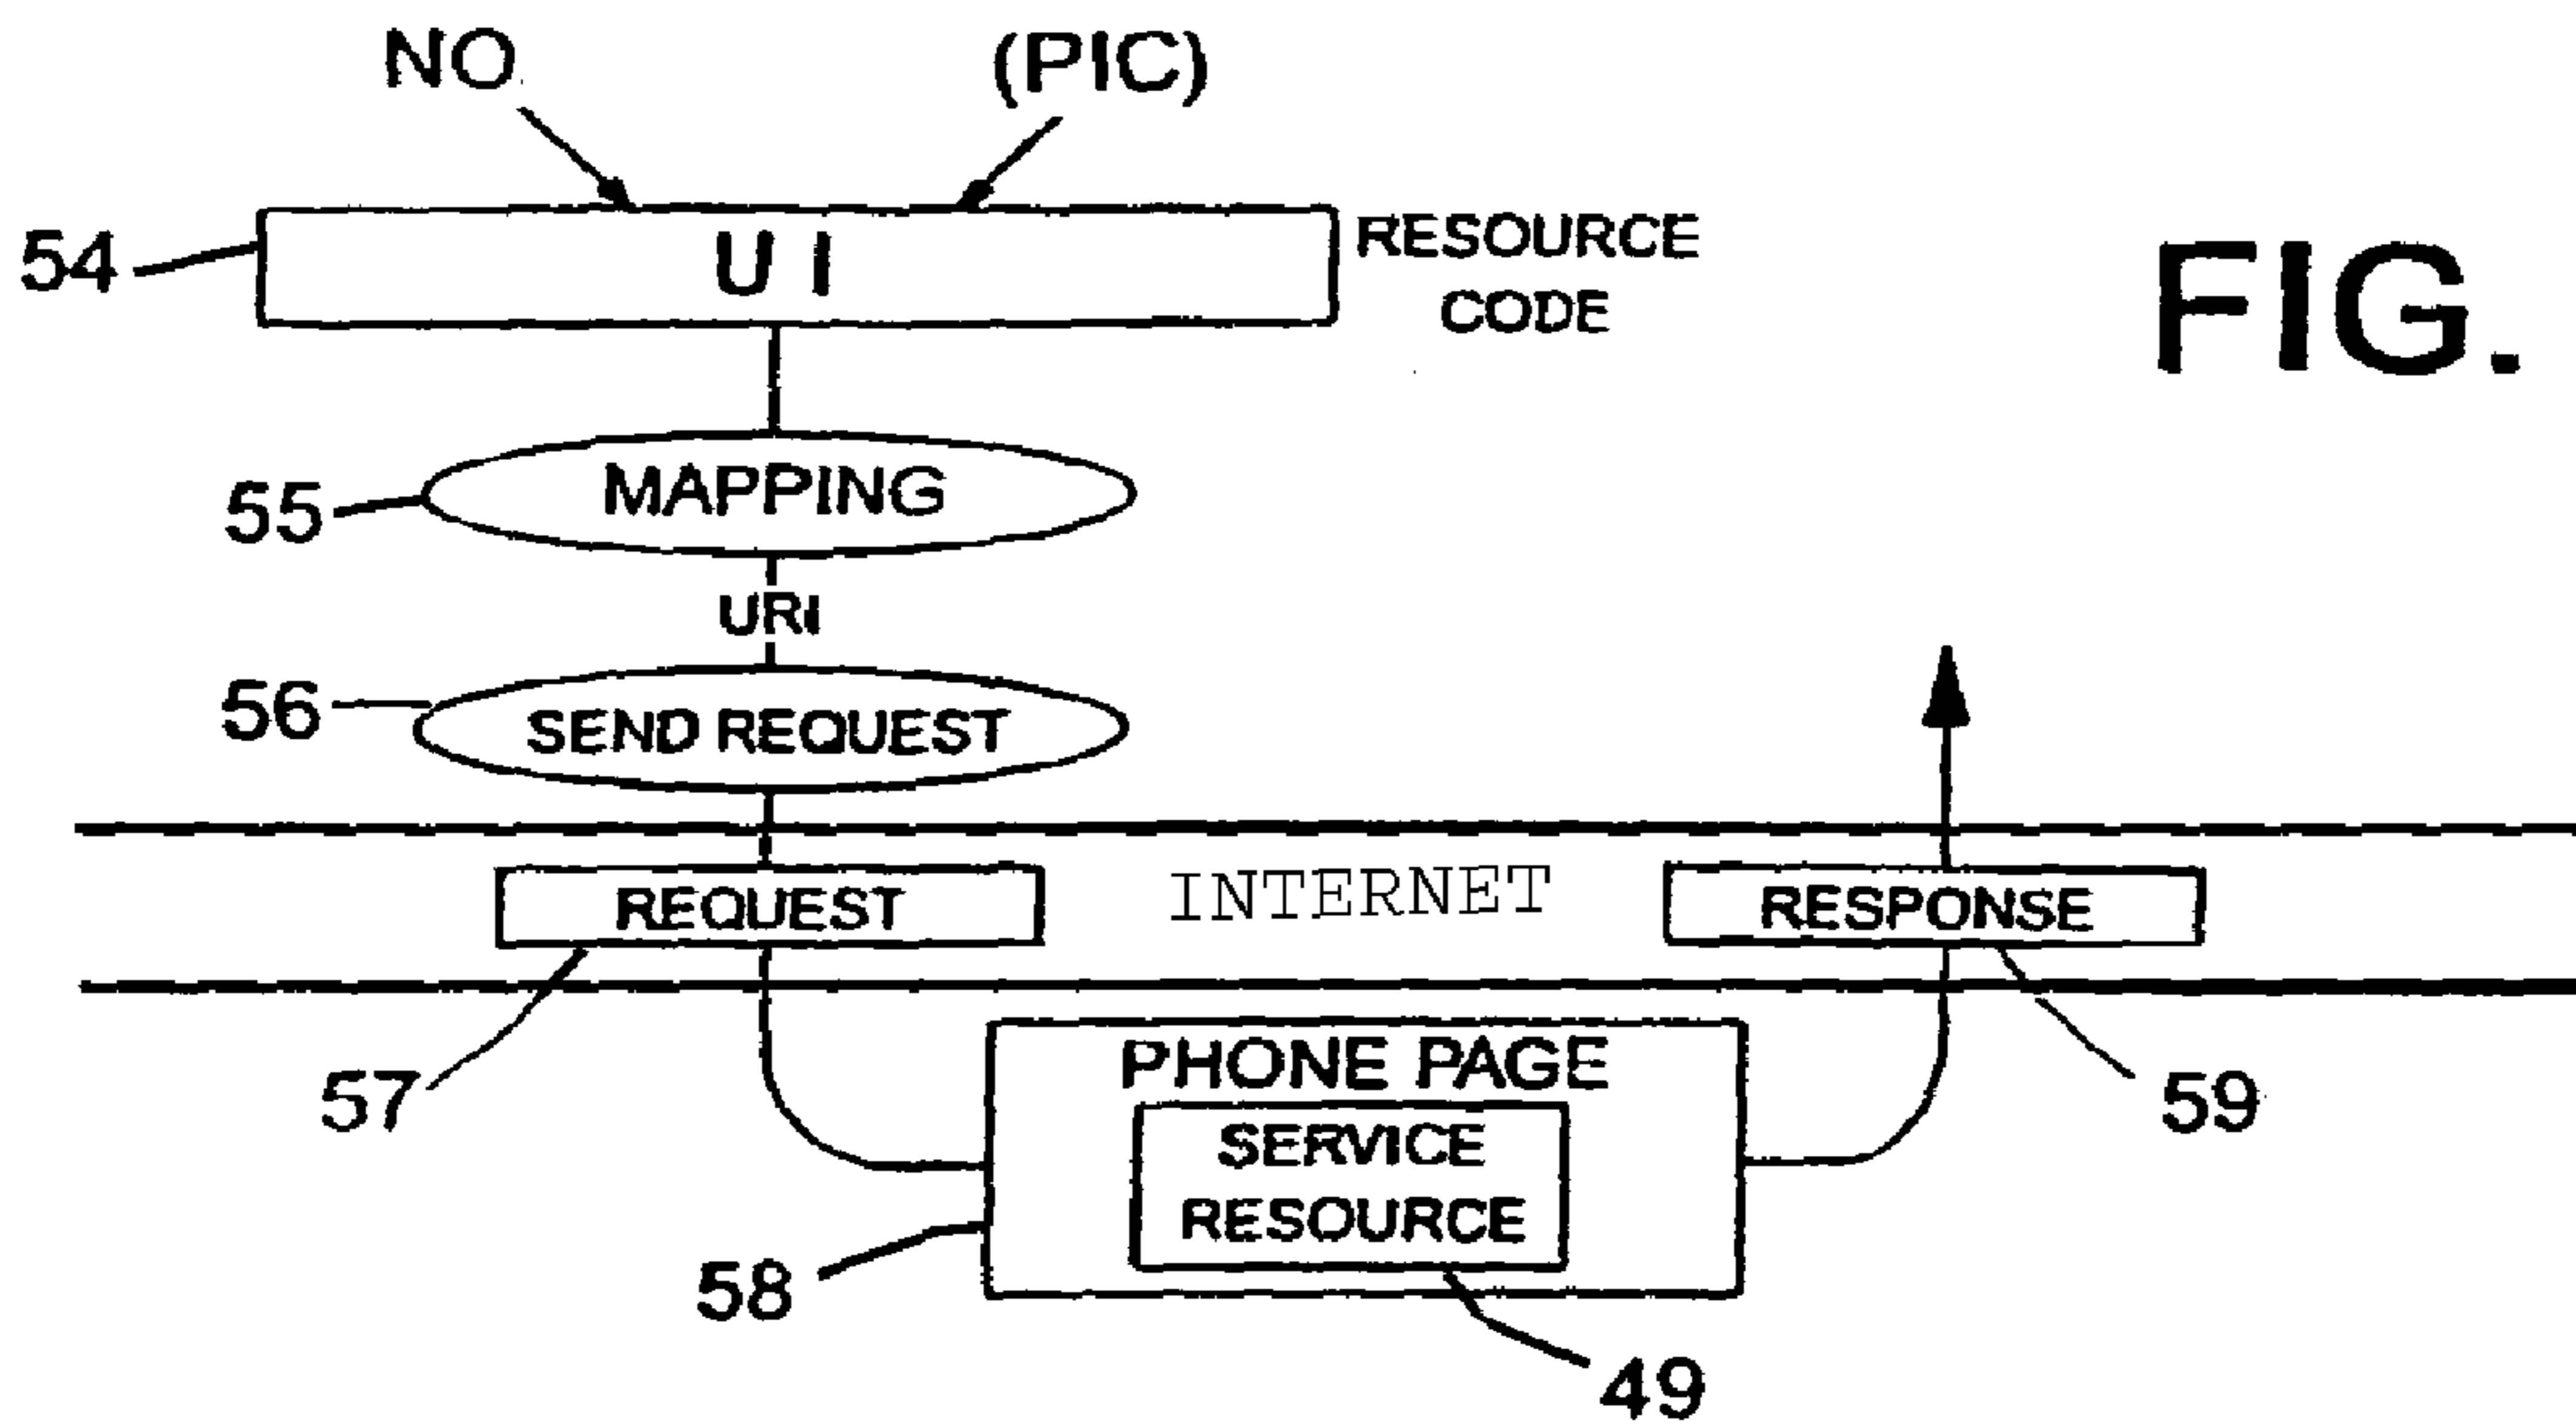 NO
(PIC)
54
U I
RESOURCE
CODE
FIG.
55
MAPPING
URI
56
SEND REQUEST
REQUEST
INTERNET
RESPONSE
57
PHONE PAGE
59
SERVICE
RESOURCE
58
49